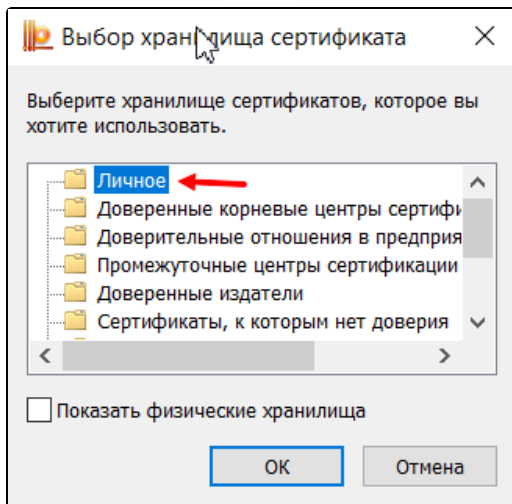 Выбор хранилища сертификата
Выберите хранилище сертификатов, которое вы
хотите использовать.
Личное
Доверенные корневые центры сертифи
Доверительные отношения в предприя
Промежуточные центры сертификации
Доверенные издатели
Сертификаты, к которым нет доверия
Показать физические хранилища
ОК
Отмена